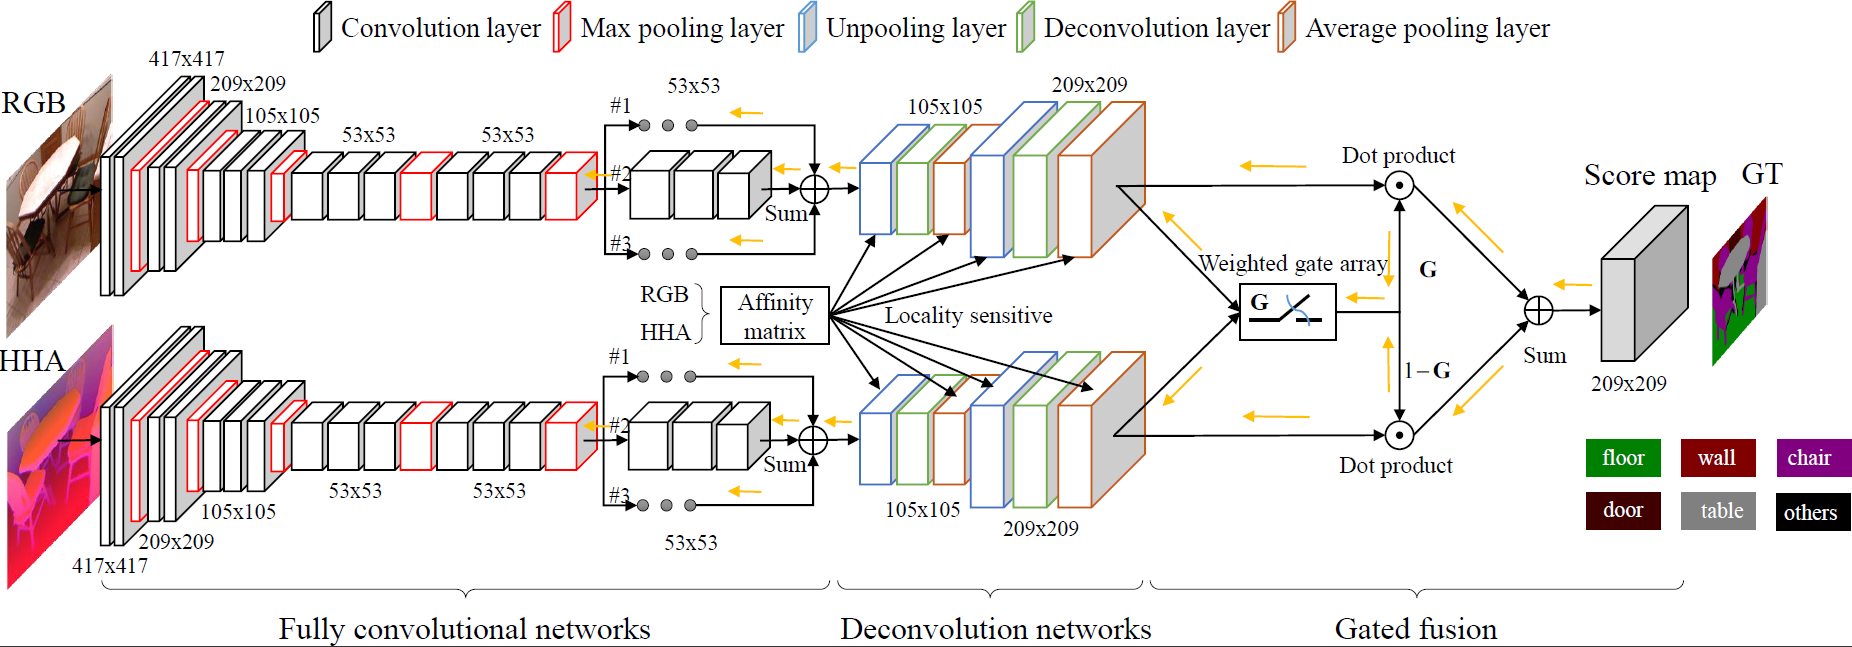 Convolution layer Max pooling layer Unpooling layer Deconvolution layer Average pooling layer
417x417
209x209
105x105
53x53
53x53
53x53
105x105
209x209
RGB
#1
#2
#3
Sum
Dot product
Score map
GT
RGB
HHA
Affinity
matrix
Locality sensitive
Weighted gate array
G
G
1−G
Sum
209x209
Dot product
HHA
#1
#2
#3
Sum
53x53
53x53
53x53
105x105
209x209
417x417
105x105
209x209
floor
wall
chair
door
table
others
Fully convolutional networks
Deconvolution networks
Gated fusion